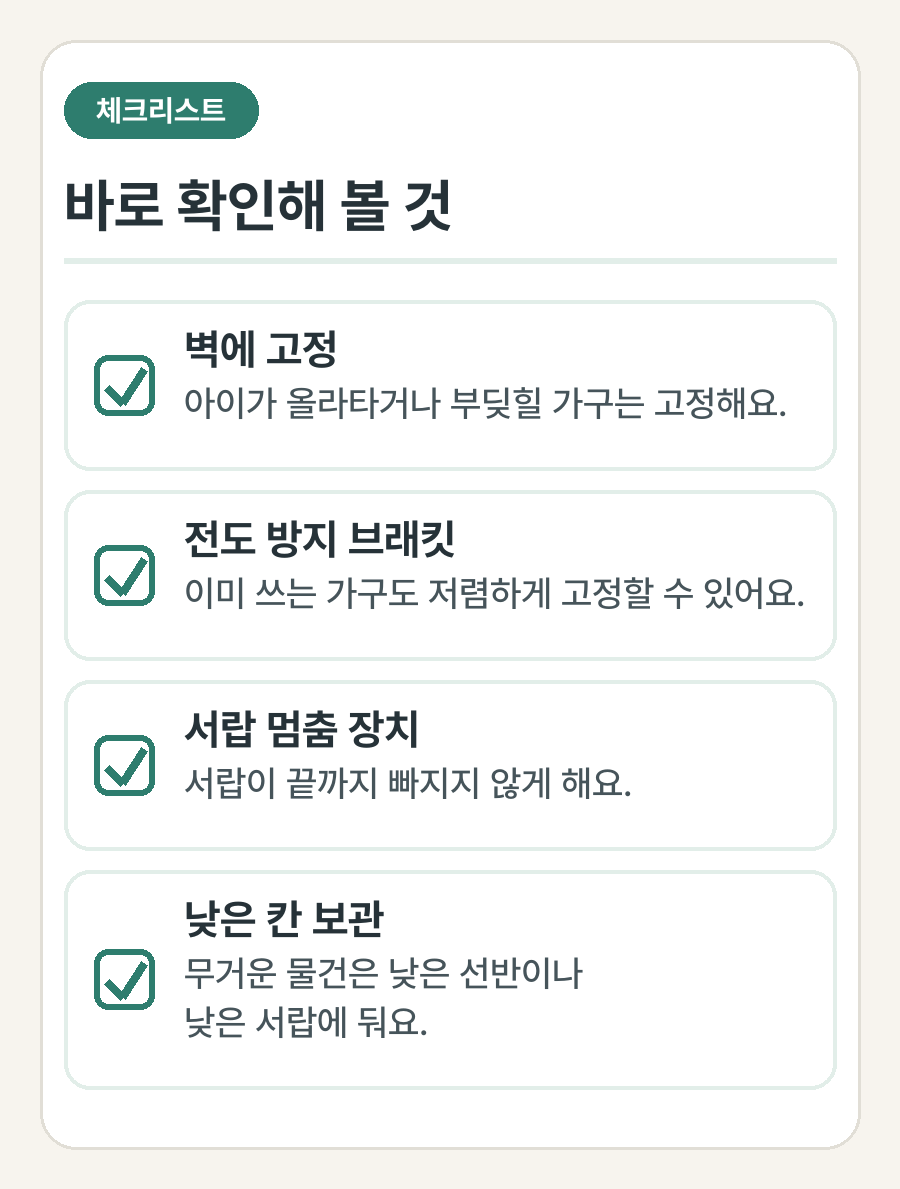 체크리스트
바로 확인해 볼 것
벽에 고정
아이가 올라타거나 부딪힐 가구는 고정해요.
전도 방지 브래킷
이미 쓰는 가구도 저렴하게 고정할 수 있어요.
서랍 멈춤 장치
서랍이 끝까지 빠지지 않게 해요.
낮은 칸 보관
무거운 물건은 낮은 선반이나
낮은 서랍에 둬요.